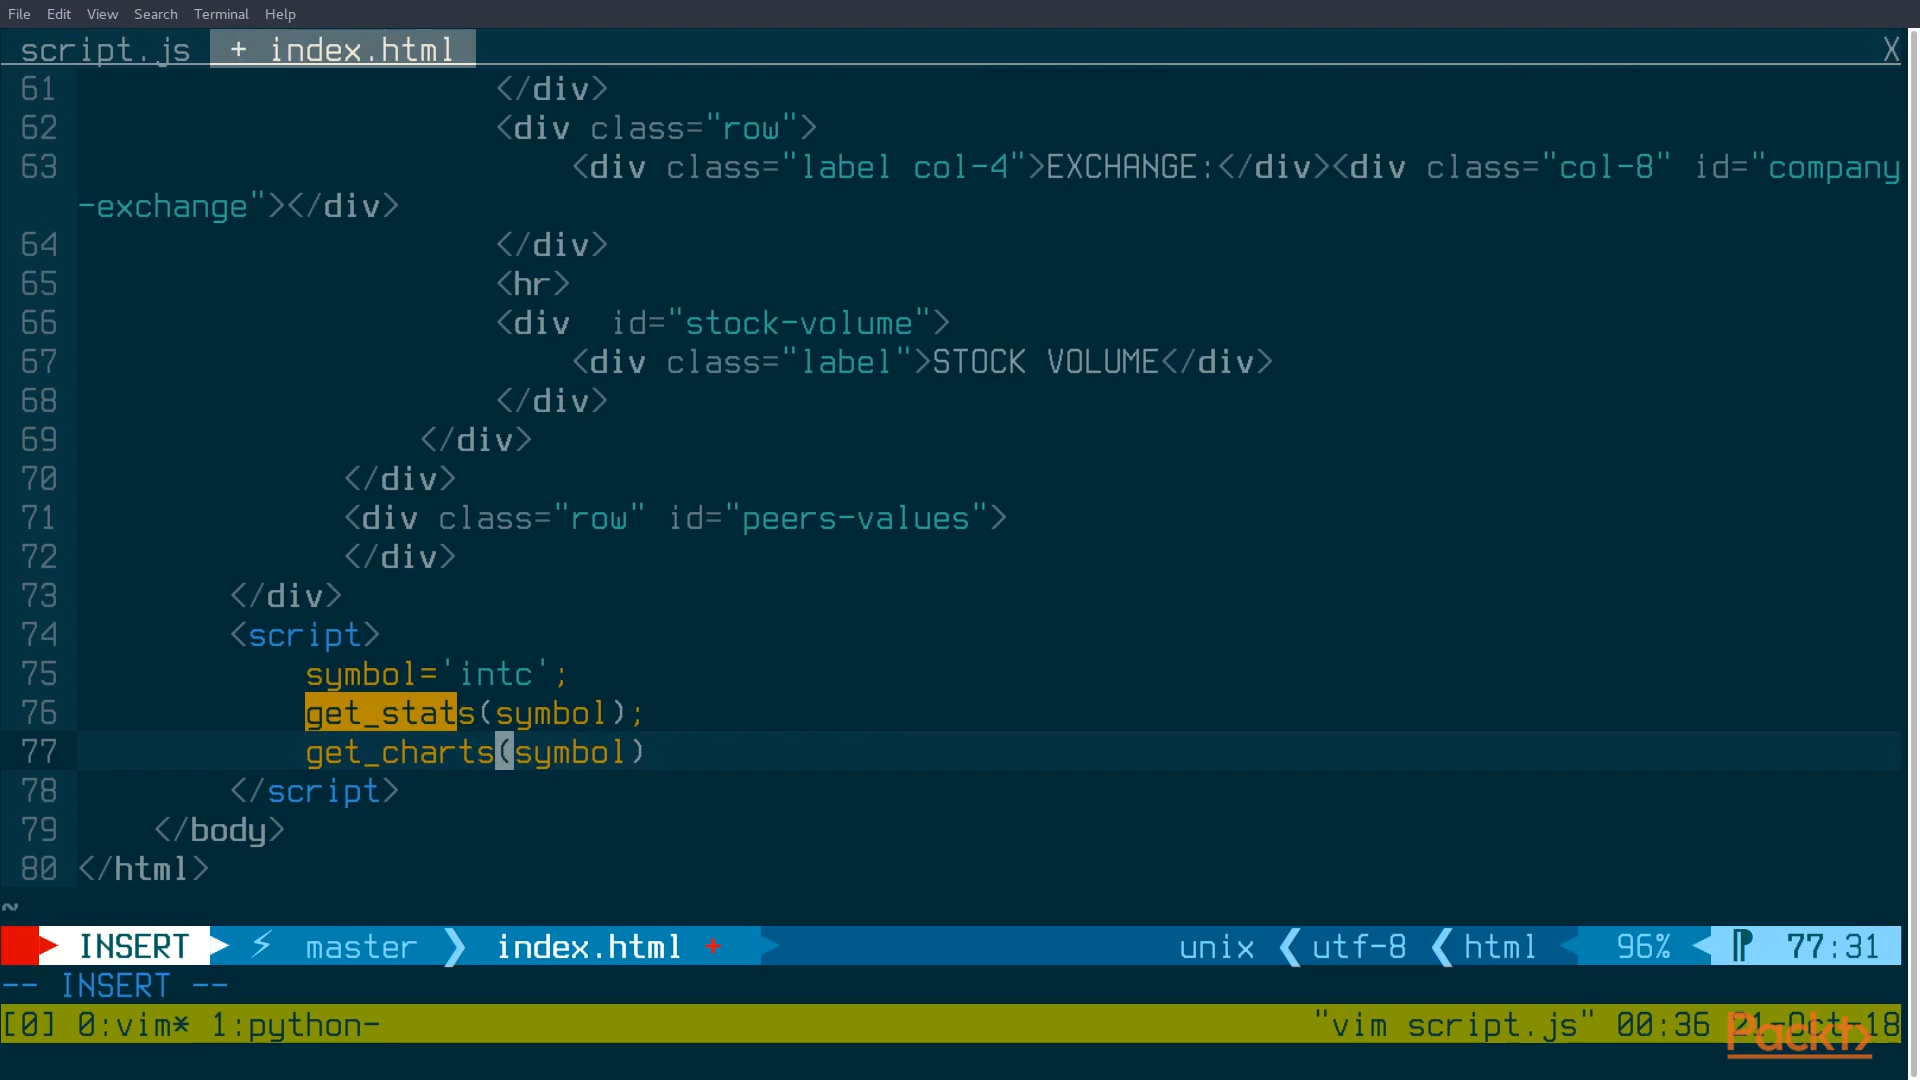 File Edit View Search Terminal Help
script.js + index.html X
61 </div>
62 <div class="row">
63 <div class="label col-4">EXCHANGE:</div><div class="col-8" id="company
-exchange"></div>
64 </div>
65 <hr>
66 <div  id="stock-volume">
67 <div class="label">STOCK VOLUME</div>
68 </div>
69 </div>
70 </div>
71 <div class="row" id="peers-values">
72 </div>
73 </div>
74 <script>
75 symbol='intc';
76 get_stats(symbol);
77 get_charts(symbol)
78 </script>
79 </body>
80 </html>
~
INSERT ⚡ master ❯ index.html + unix ❮ utf-8 ❮ html 96% 77:31
-- INSERT --
[0] 0:vim* 1:python- "vim script.js" 00:36 21-Oct-18
Packt>